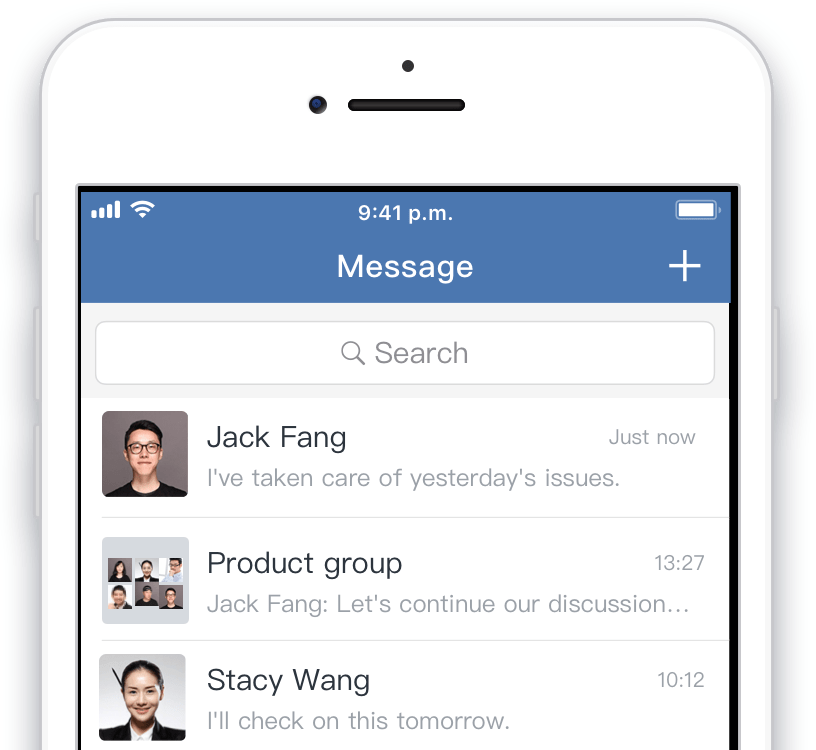 9:41 p.m.
Message
Search
Jack Fang Just now
I've taken care of yesterday's issues.
Product group 13:27
Jack Fang: Let's continue our discussion...
Stacy Wang 10:12
I'll check on this tomorrow.